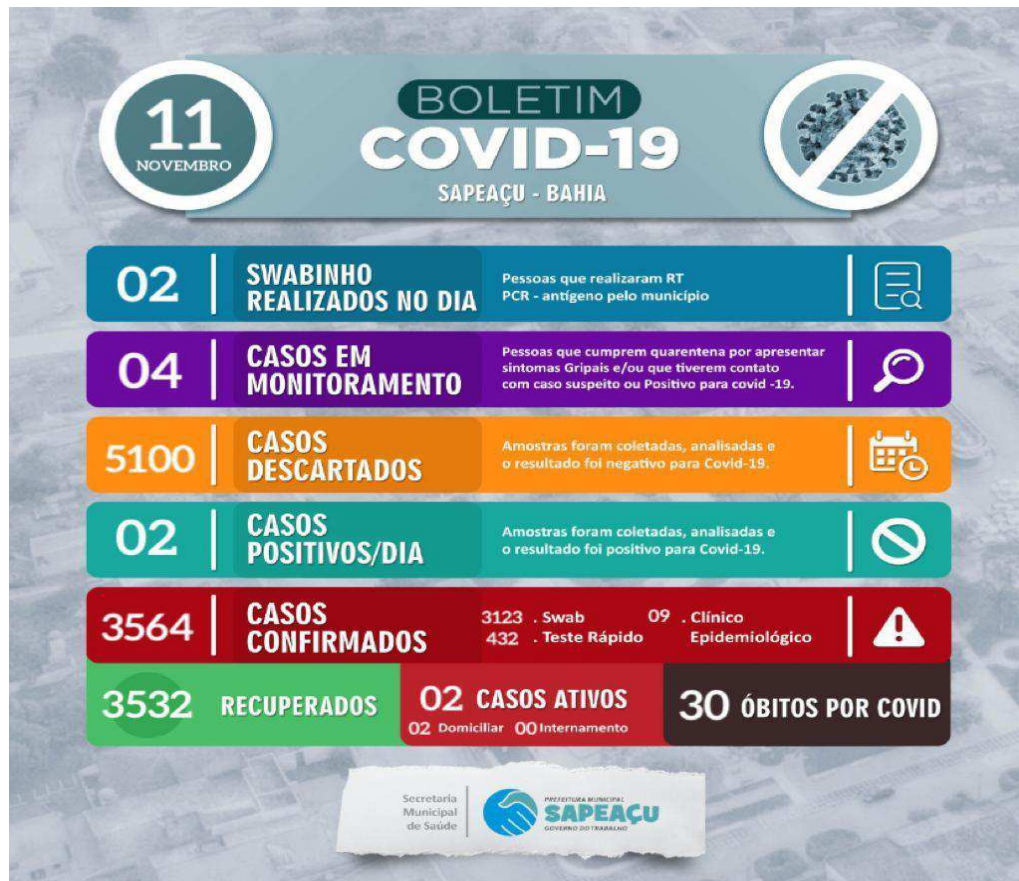 11
NOVEMBRO
BOLETIM
COVID-19
SAPEAÇU - BAHIA
02
SWABINHO
REALIZADOS NO DIA
Pessoas que realizaram RT
PCR - antígeno pelo município
04
CASOS EM
MONITORAMENTO
Pessoas que cumprem quarentena por apresentar
sintomas Gripais e/ou que tiverem contato
com caso suspeito ou Positivo para covid -19.
5100
CASOS
DESCARTADOS
Amostras foram coletadas, analisadas e
o resultado foi negativo para Covid-19.
02
CASOS
POSITIVOS/DIA
Amostras foram coletadas, analisadas e
o resultado foi positivo para Covid-19.
3564
CASOS
CONFIRMADOS
3123 . Swab
432 . Teste Rápido
09 . Clínico
Epidemiológico
3532 RECUPERADOS
02 CASOS ATIVOS
02 Domiciliar 00 Internamento
30 ÓBITOS POR COVID
Secretaria
Municipal
de Saúde
PREFEITURA MUNICIPAL
SAPEAÇU
GOVERNO DO TRABALHO